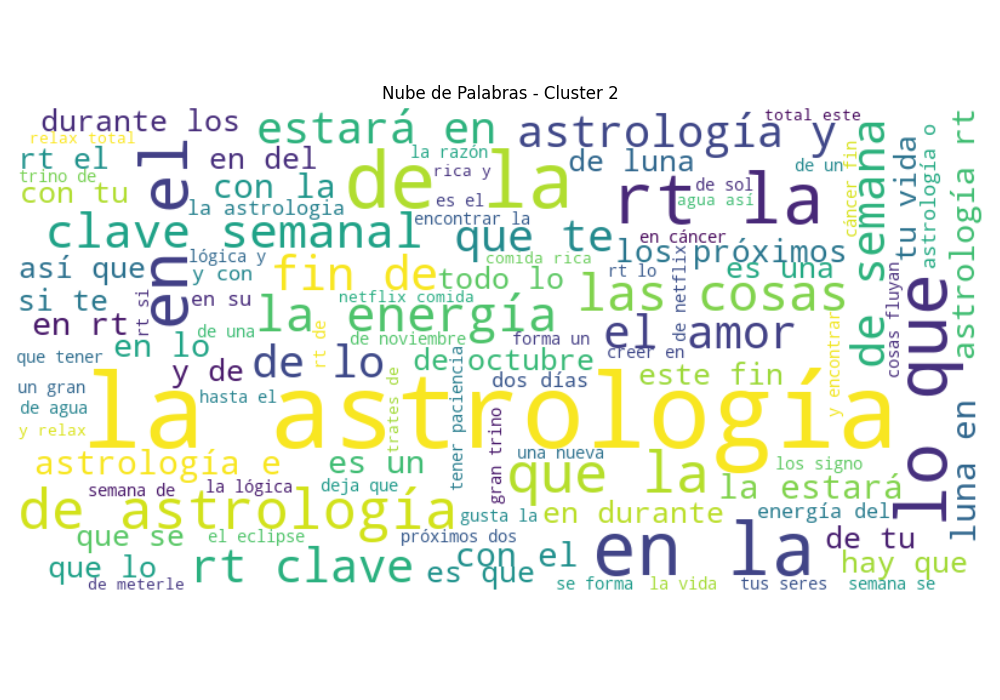 Nube de Palabras - Cluster 2
durante los
estará en
astrología y
total este
relax total
rt el
en el
en del
la razón
de luna
de un
cáncer fin
de semana
tu vida
astrología o
astrología rt
trino de
con tu
con la
de la
rica y
es el
rt la
de sol
agua así
la astrología
encontrar la
clave semanal
que te
en cáncer
los próximos
así que
lógica y
y con
fin de
todo lo
comida rica
rt lo
de netflix
es una
cosas fluyan
si te
rt si
en el
en su
netflix comida
las cosas
lo que
en rt
de una
la energía
rt de
de noviembre
forma un
el amor
creer en
y encontrar
que tener
en lo
y de
de lo
de octubre
dos días
este fin
un gran
de agua
hasta el
trates de
tener paciencia
la astrología
y relax
gran trino
luna en
astrología e
es un
una nueva
que la
los signo
semana de
la lógica
deja que
la estará
de astrología
gusta la
en durante
energía del
que se
el eclipse
próximos dos
en la
de tu
que lo
rt clave
es que
con el
hay que
de meterle
se forma
la vida
tus seres
semana se